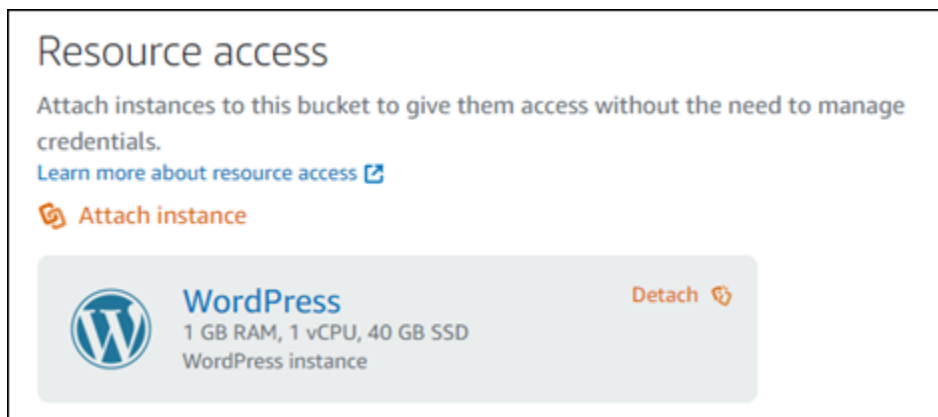 Resource access
Attach instances to this bucket to give them access without the need to manage
credentials.
Learn more about resource access
Attach instance
WordPress
Detach
1 GB RAM, 1 vCPU, 40 GB SSD
WordPress instance